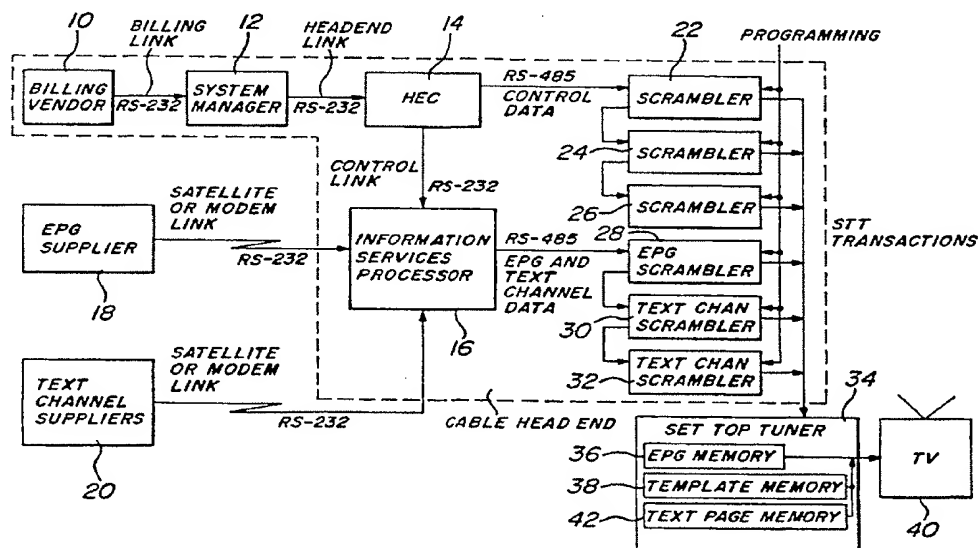 10
BILLING
LINK
12
HEADEND
LINK
14
22
PROGRAMMING
BILLING
VENDOR
RS-232
SYSTEM
MANAGER
RS-232
HEC
RS-485
CONTROL
DATA
SCRAMBLER
24
SCRAMBLER
CONTROL
LINK
RS-232
26
SCRAMBLER
SATELLITE
OR MODEM
LINK
EPG
SUPPLIER
18
RS-232
INFORMATION
SERVICES
PROCESSOR
16
RS-485
EPG AND
TEXT
CHANNEL
DATA
28
EPG
SCRAMBLER
STT
TRANSACTIONS
TEXT CHAN
SCRAMBLER
30
TEXT CHAN
SCRAMBLER
32
SATELLITE
OR MODEM
LINK
TEXT
CHANNEL
SUPPLIERS
20
RS-232
CABLE HEAD END
34
SET TOP TUNER
36
EPG MEMORY
38
TEMPLATE MEMORY
42
TEXT PAGE MEMORY
TV
40